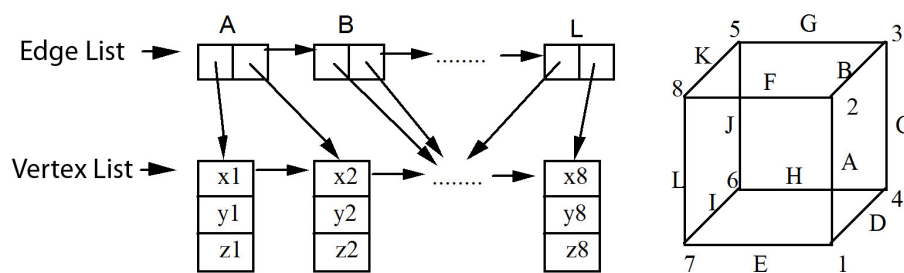 A B L
Edge List ........
Vertex List x1 x2 ........ x8
y1 y2 y8
z1 z2 z8
5 G 3
K B
8 F 2
J C
L 6 H A 4
I D
7 E 1